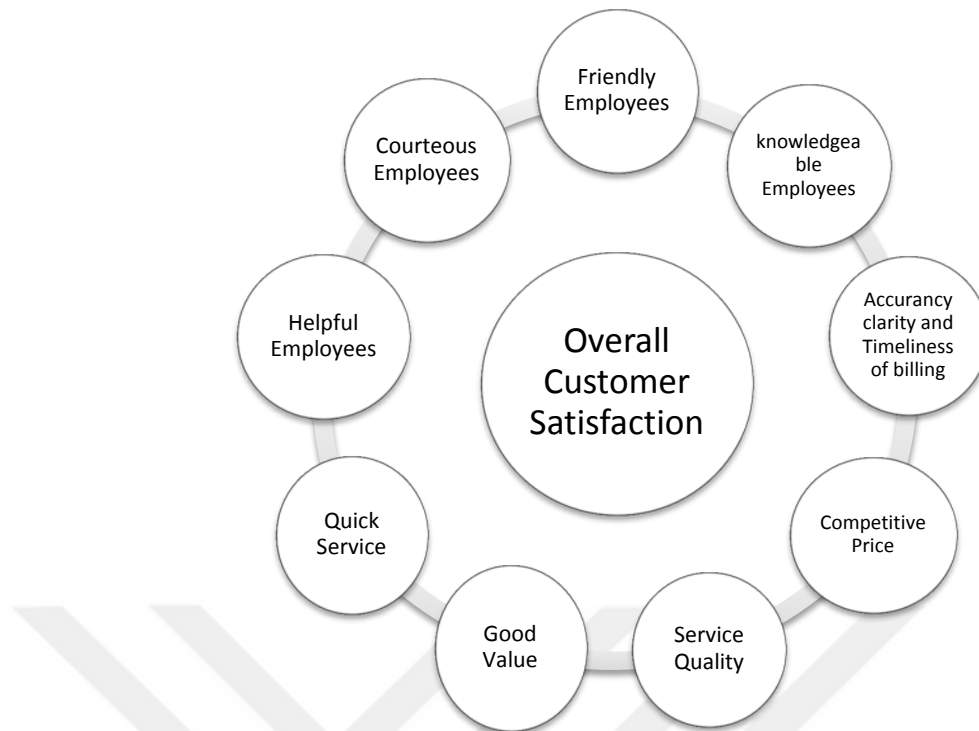 Friendly
Employees
knowledgea
ble
Employees
Accurancy
clarity and
Timeliness
of billing
Competitive
Price
Service
Quality
Good
Value
Quick
Service
Helpful
Employees
Courteous
Employees
Overall
Customer
Satisfaction